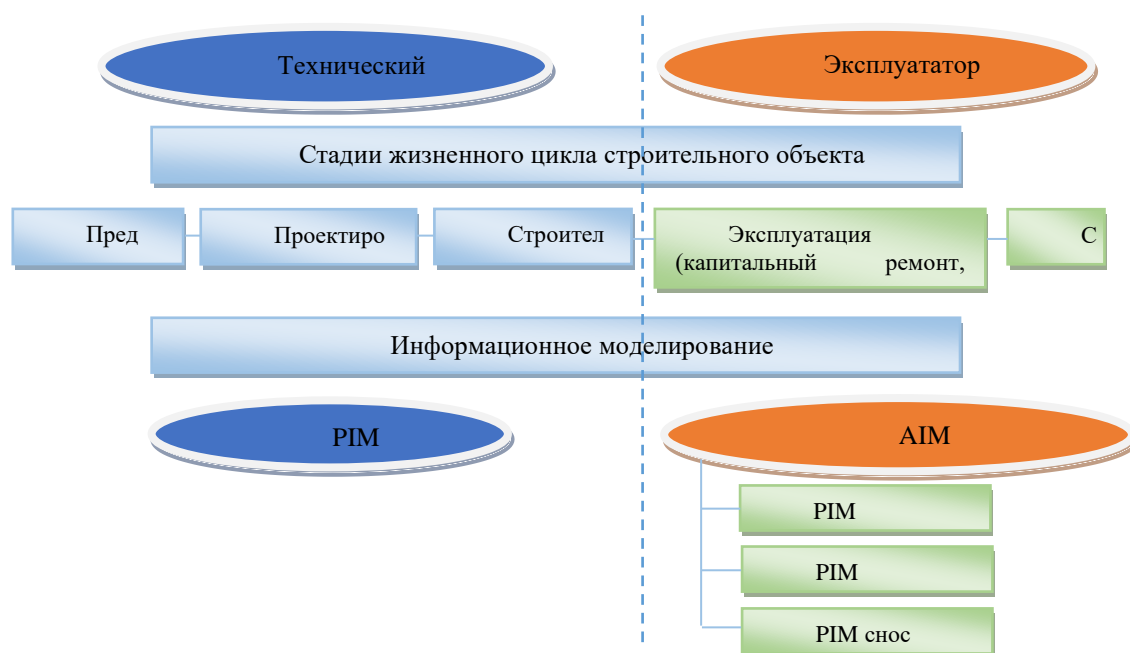 Технический
Эксплуататор
Стадии жизненного цикла строительного объекта
Пред
Проектиро
Строител
Эксплуатация
(капитальный ремонт,
С
Информационное моделирование
PIM
AIM
PIM
PIM
PIM снос